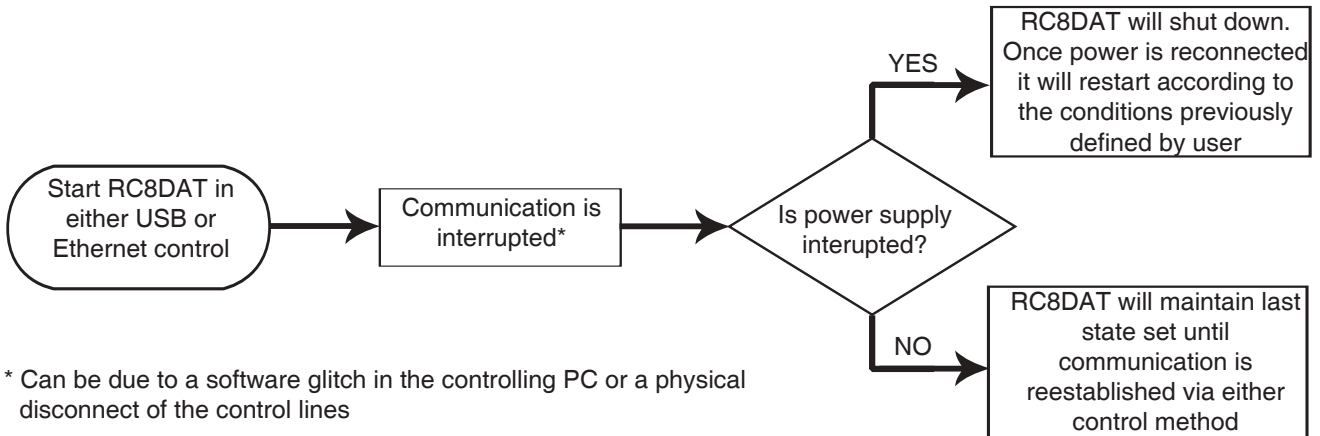 Start RC8DAT in
either USB or
Ethernet control
Communication is
interrupted*
Is power supply
interupted?
YES
RC8DAT will shut down.
Once power is reconnected
it will restart according to
the conditions previously
defined by user
NO
RC8DAT will maintain last
state set until
communication is
reestablished via either
control method
* Can be due to a software glitch in the controlling PC or a physical
disconnect of the control lines